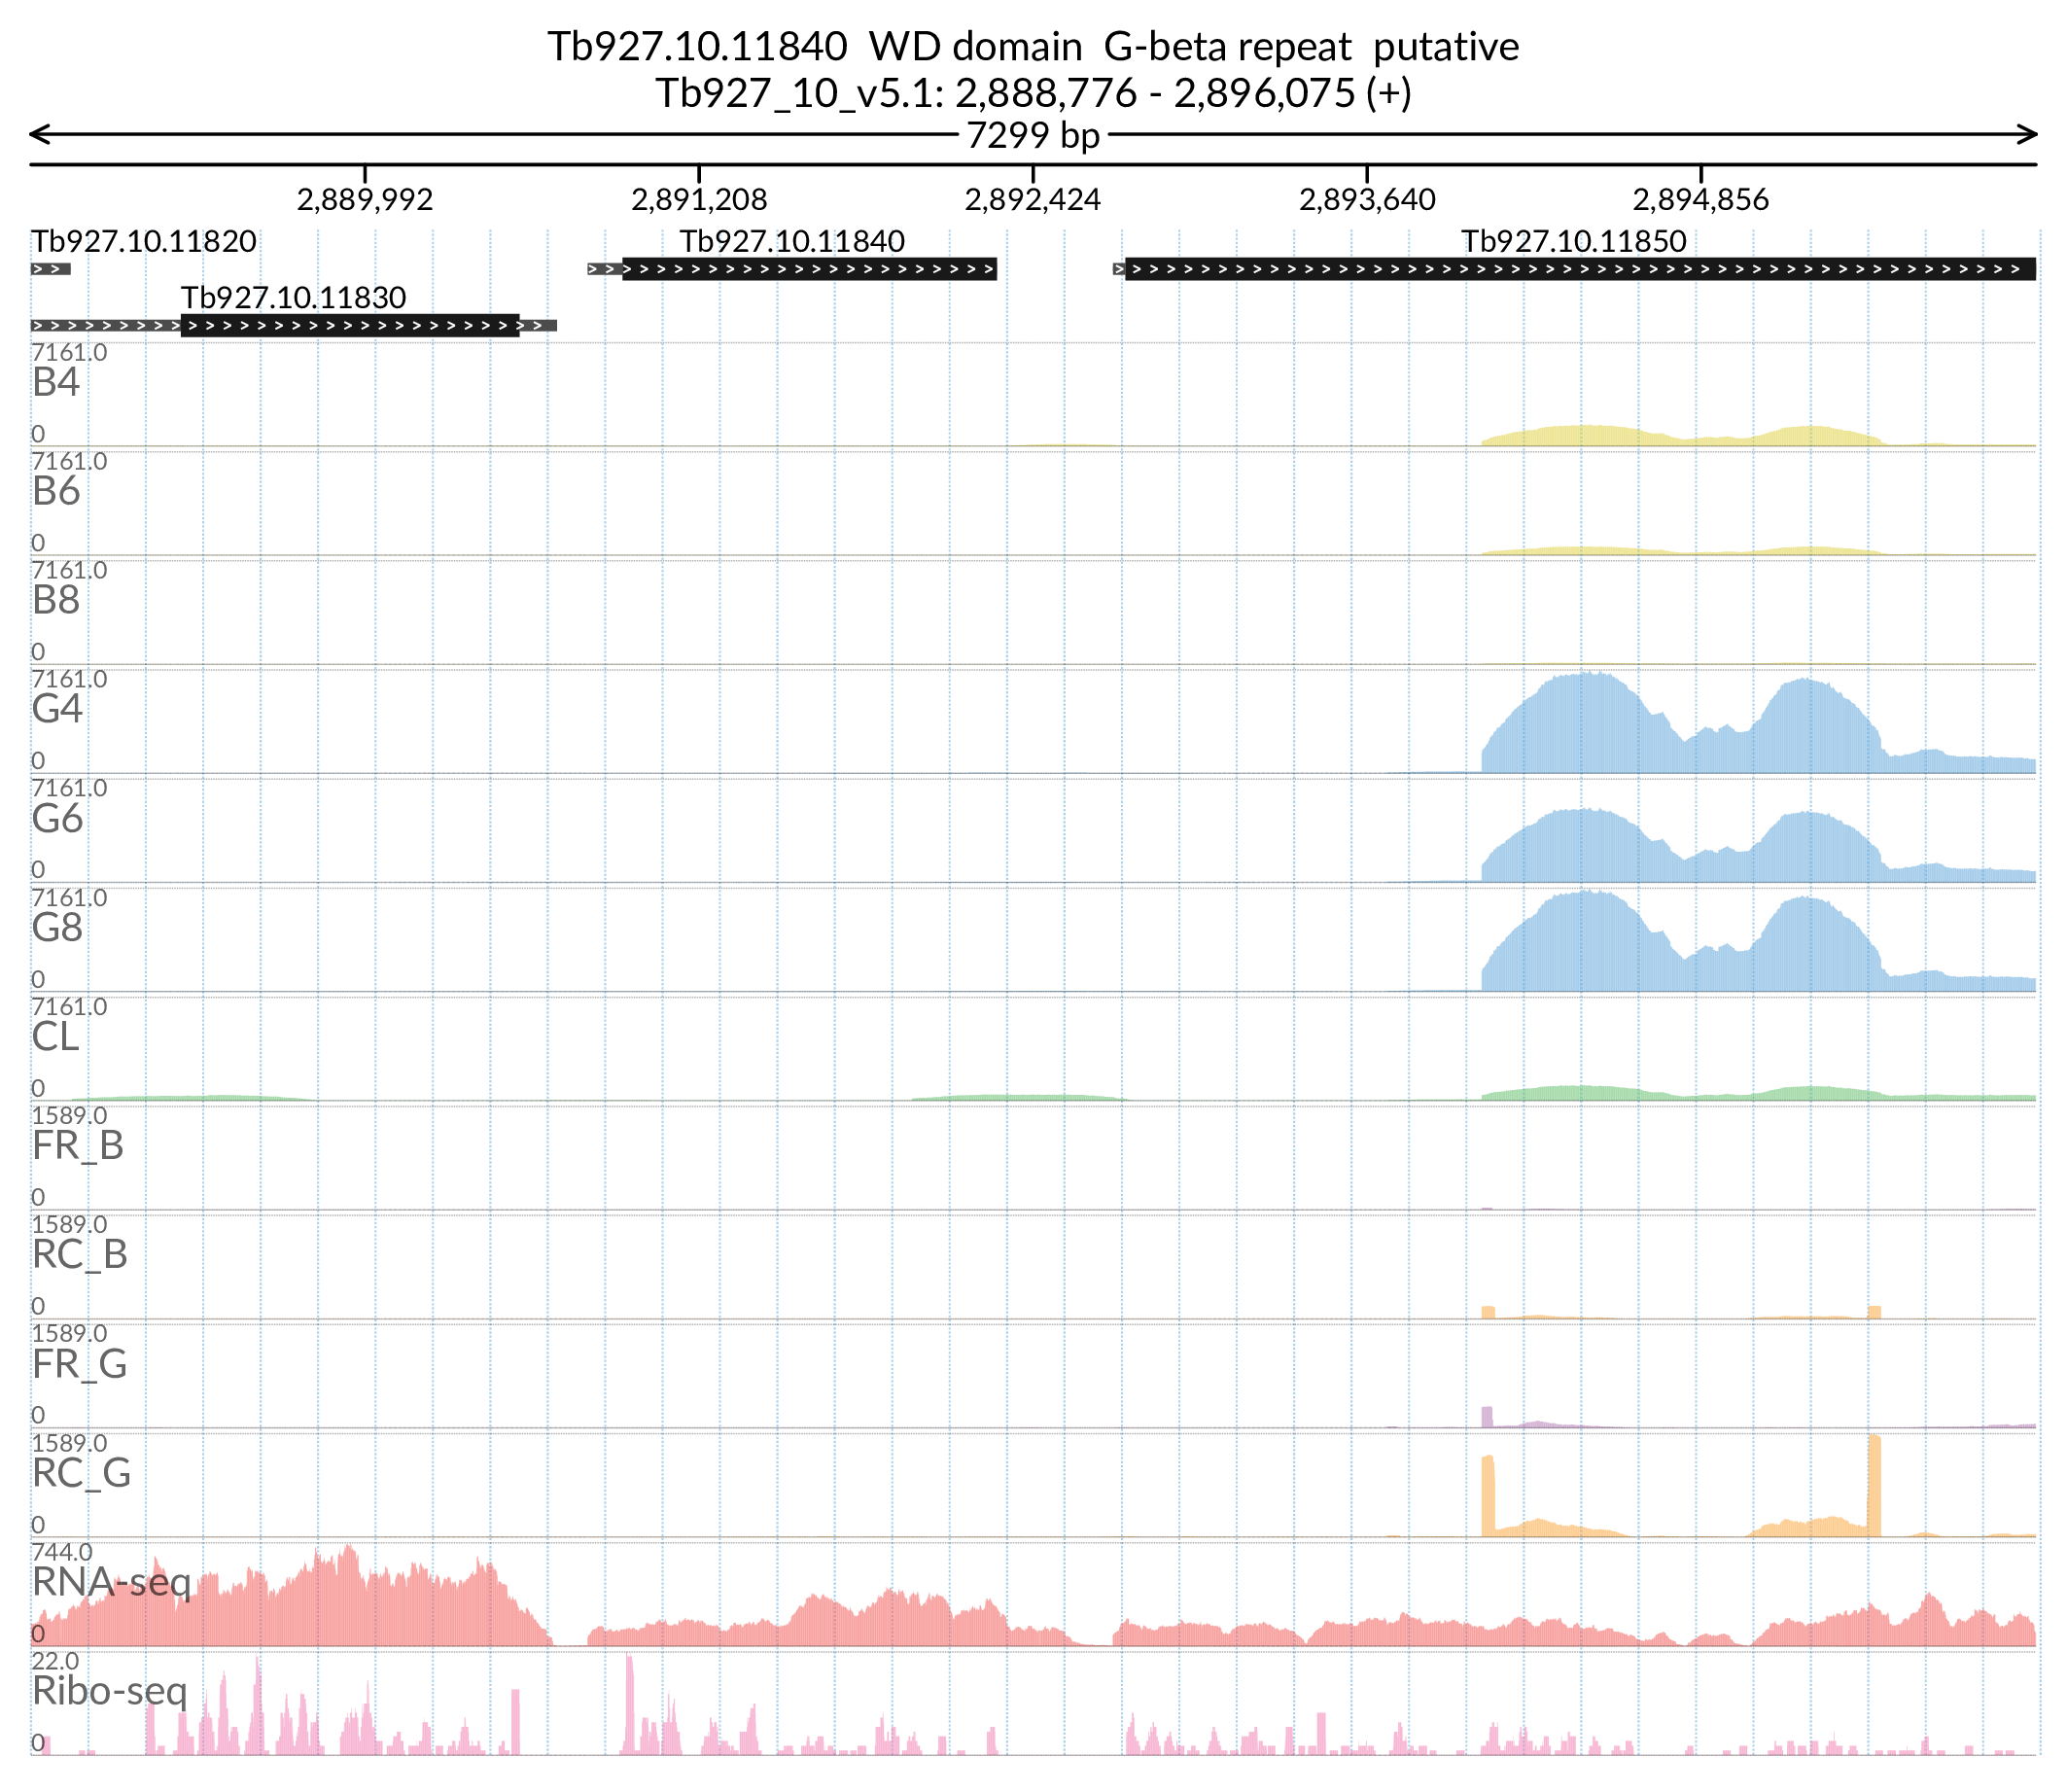 Tb927.10.11840 WD domain G-beta repeat putative
Tb927_10_v5.1: 2,888,776 - 2,896,075 (+)
7299 bp
2,889,992 2,891,208 2,892,424 2,893,640 2,894,856
Tb927.10.11820 Tb927.10.11840 Tb927.10.11850
Tb927.10.11830
7161.0
B4
0
7161.0
B6
0
7161.0
B8
0
7161.0
G4
0
7161.0
G6
0
7161.0
G8
0
7161.0
CL
0
1589.0
FR_B
0
1589.0
RC_B
0
1589.0
FR_G
0
1589.0
RC_G
0
744.0
RNA-seq
0
22.0
Ribo-seq
0